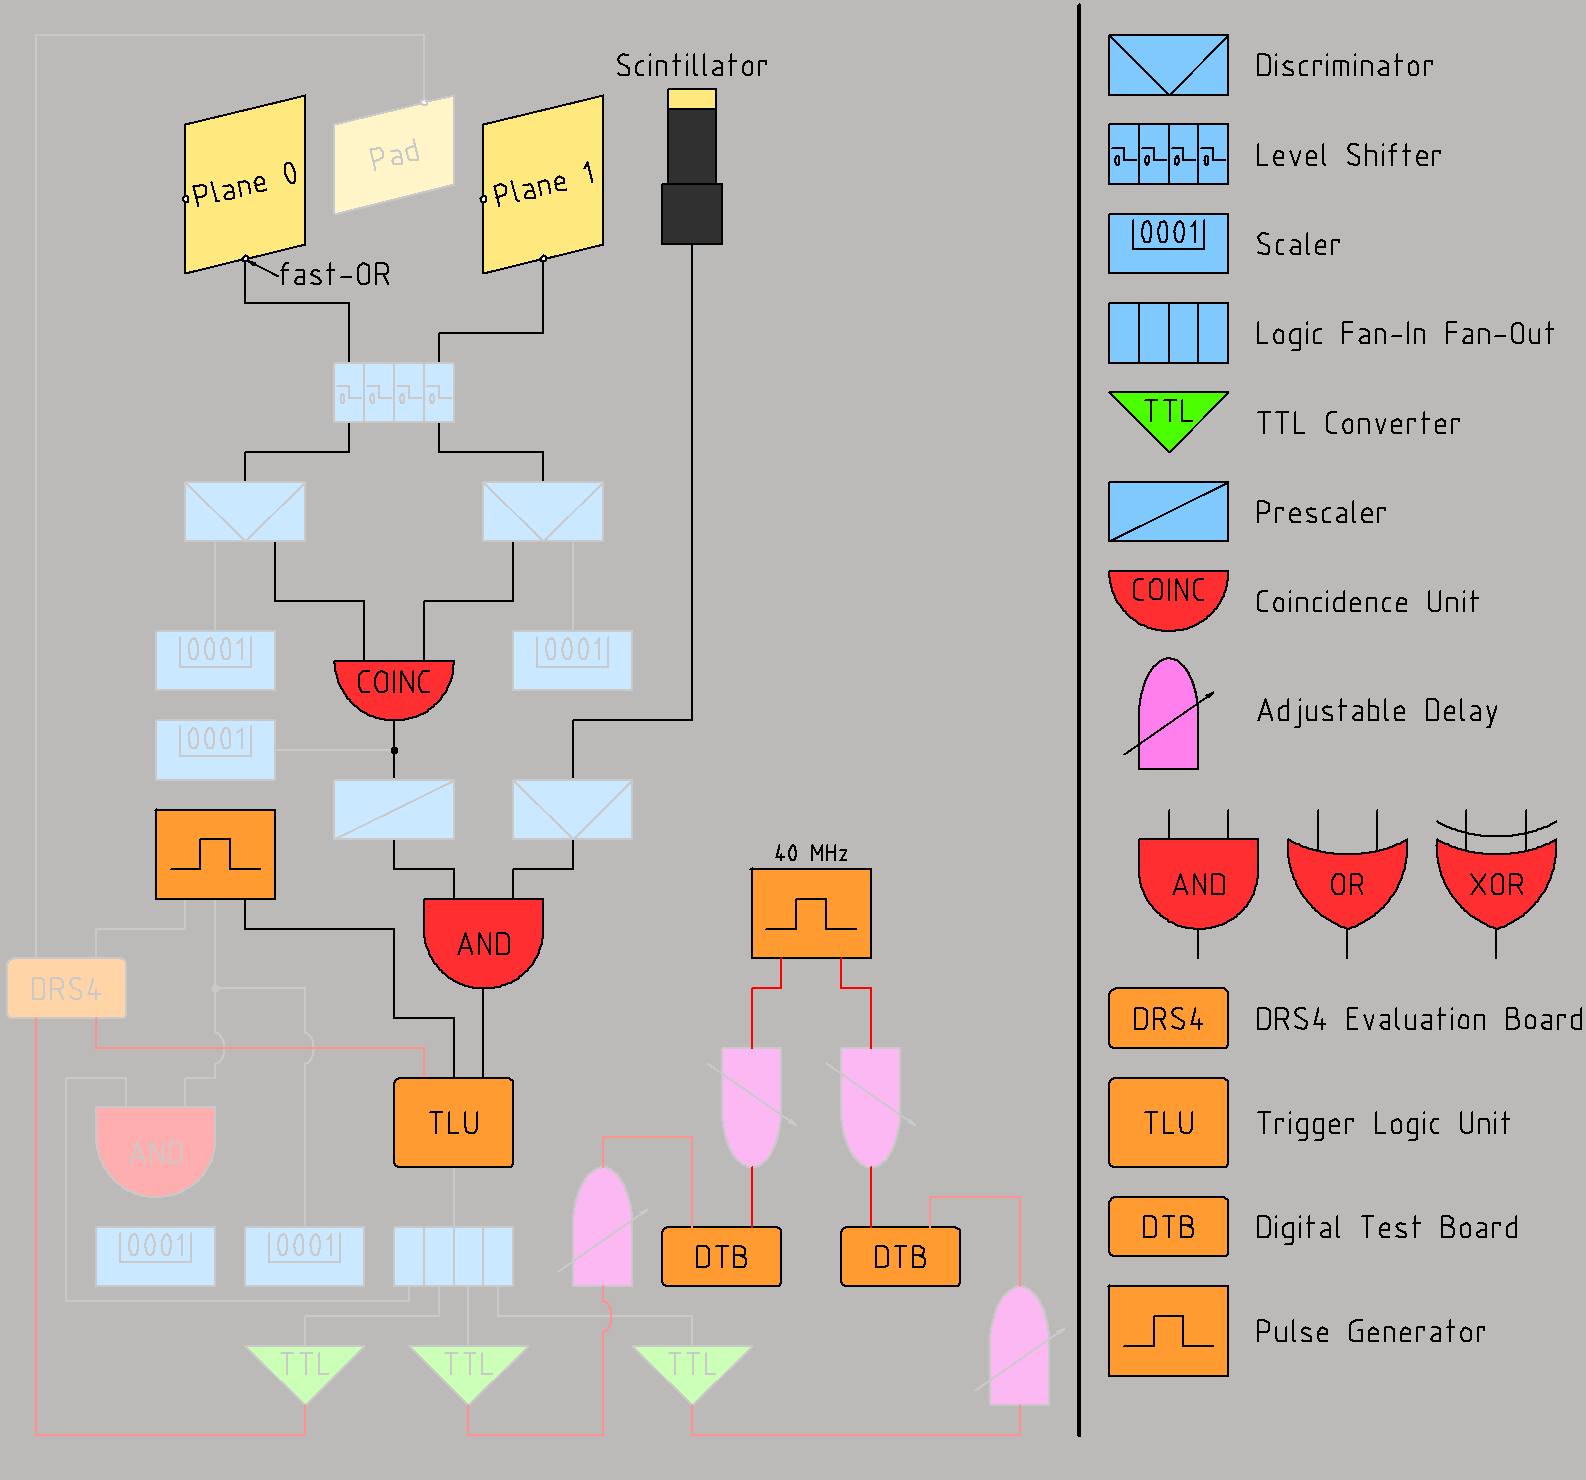 Scintillator
Plane 0
Pad
Plane 1
fast-OR
0001
0001
COINC
0001
40 MHz
AND
DRS4
TLU
AND
DTB
DTB
0001
0001
TTL
TTL
TTL
Discriminator
Level Shifter
0001
Scaler
Logic Fan-In Fan-Out
TTL
TTL Converter
Prescaler
COINC
Coincidence Unit
Adjustable Delay
AND
OR
XOR
DRS4
DRS4 Evaluation Board
TLU
Trigger Logic Unit
DTB
Digital Test Board
Pulse Generator